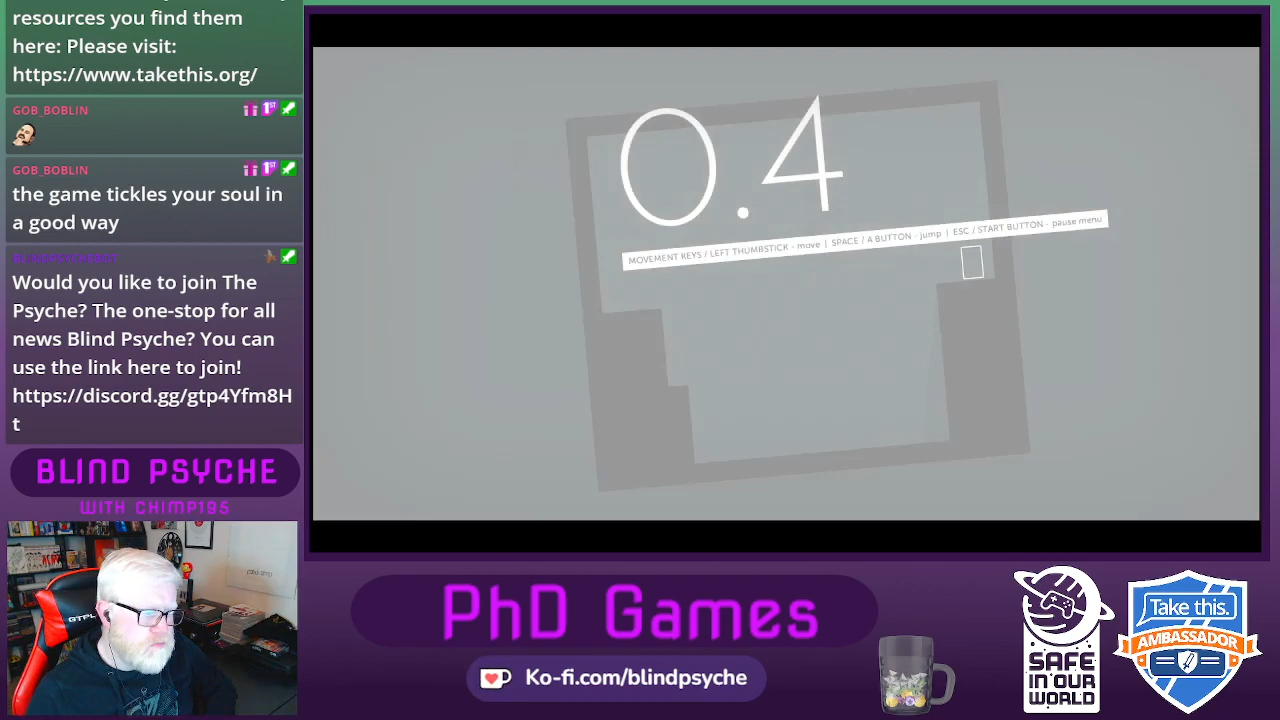 resources you find them
here: Please visit:
https://www.takethis.org/
GOB_BOBLIN
1ST
the game tickles your soul in
a good way
GOB_BOBLIN
1ST
Would you like to join The
Psyche? The one-stop for all
news Blind Psyche? You can
use the link here to join!
https://discord.gg/gtp4Yfm8H
t
BLIND PSYCHE
WITH CHIMP185
0.4
MOVEMENT KEYS / LEFT THUMBSTICK - move | SPACE / A BUTTON - jump | ESC / START BUTTON - pause menu
PhD Games
Ko-fi.com/blindpsyche
SAFE
IN OUR
WORLD
Take this.
AMBASSADOR